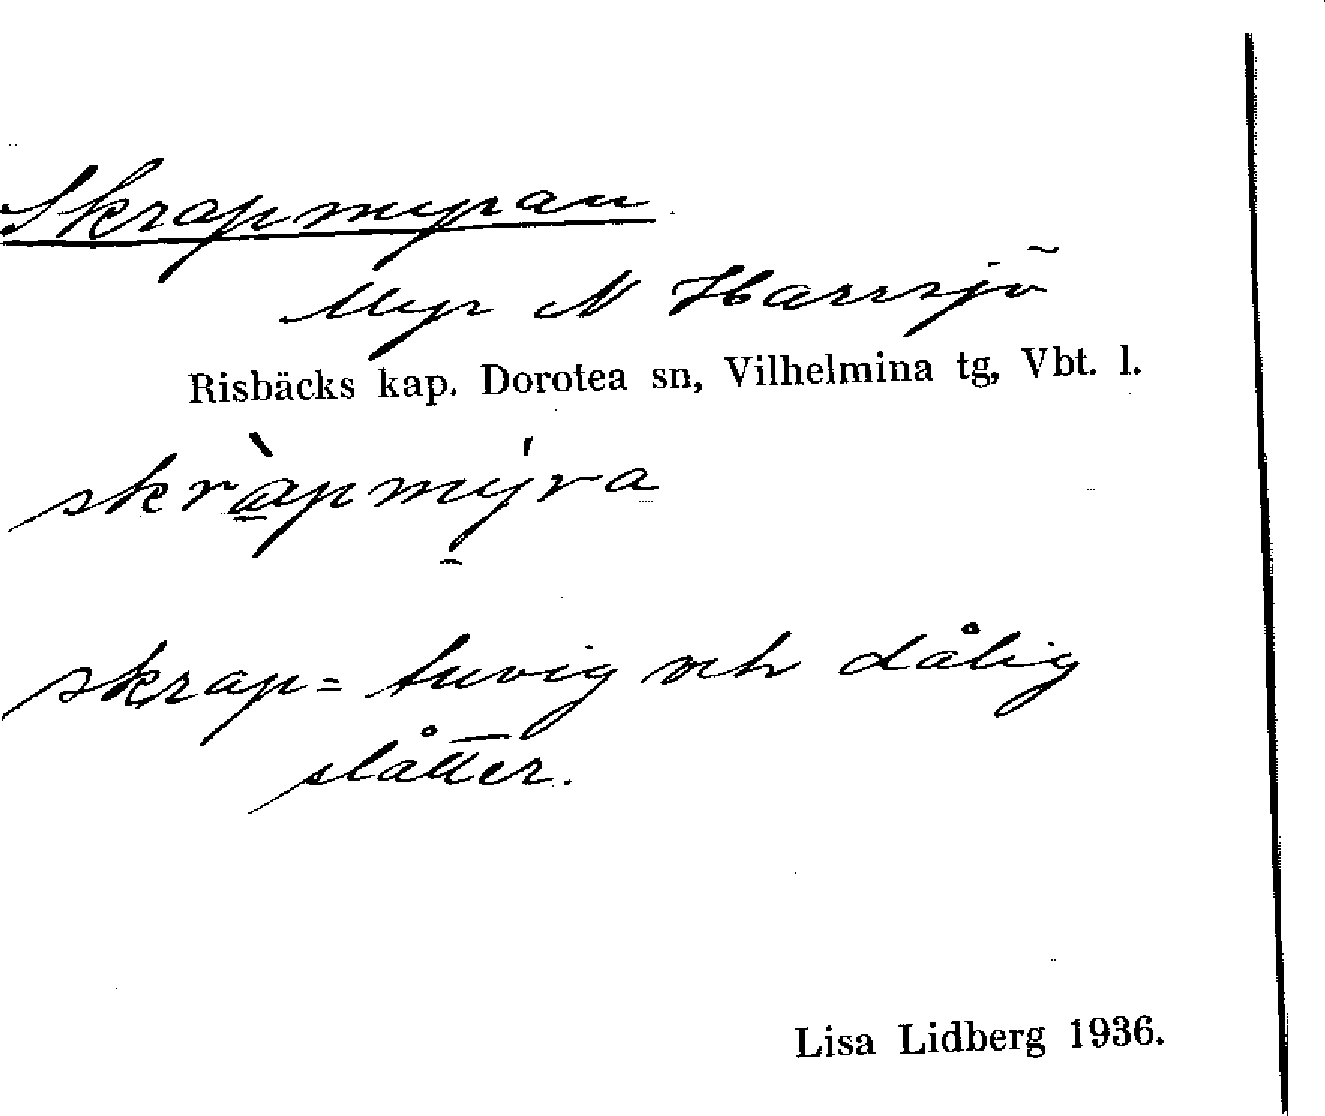 Skrapmyran
Myr N Harrsjö
Risbäcks kap. Dorotea sn, Vilhelmina tg, Vbt. l.
skràpmýra
skrap = tuvig och dålig
slåtter.
Lisa Lidberg 1936.